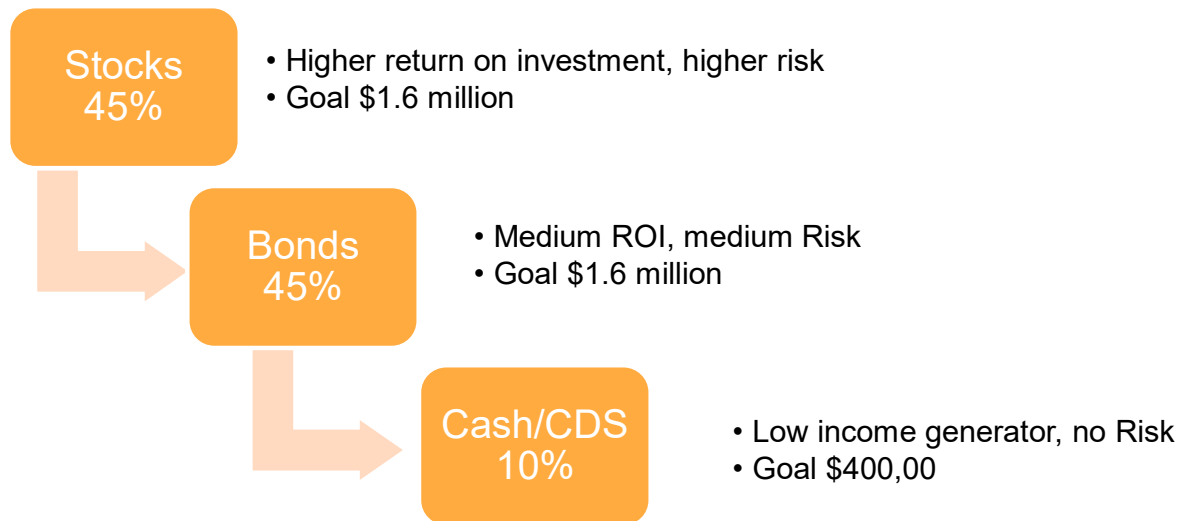 Stocks
45%
• Higher return on investment, higher risk
• Goal $1.6 million
Bonds
45%
• Medium ROI, medium Risk
• Goal $1.6 million
Cash/CDS
10%
• Low income generator, no Risk
• Goal $400,00